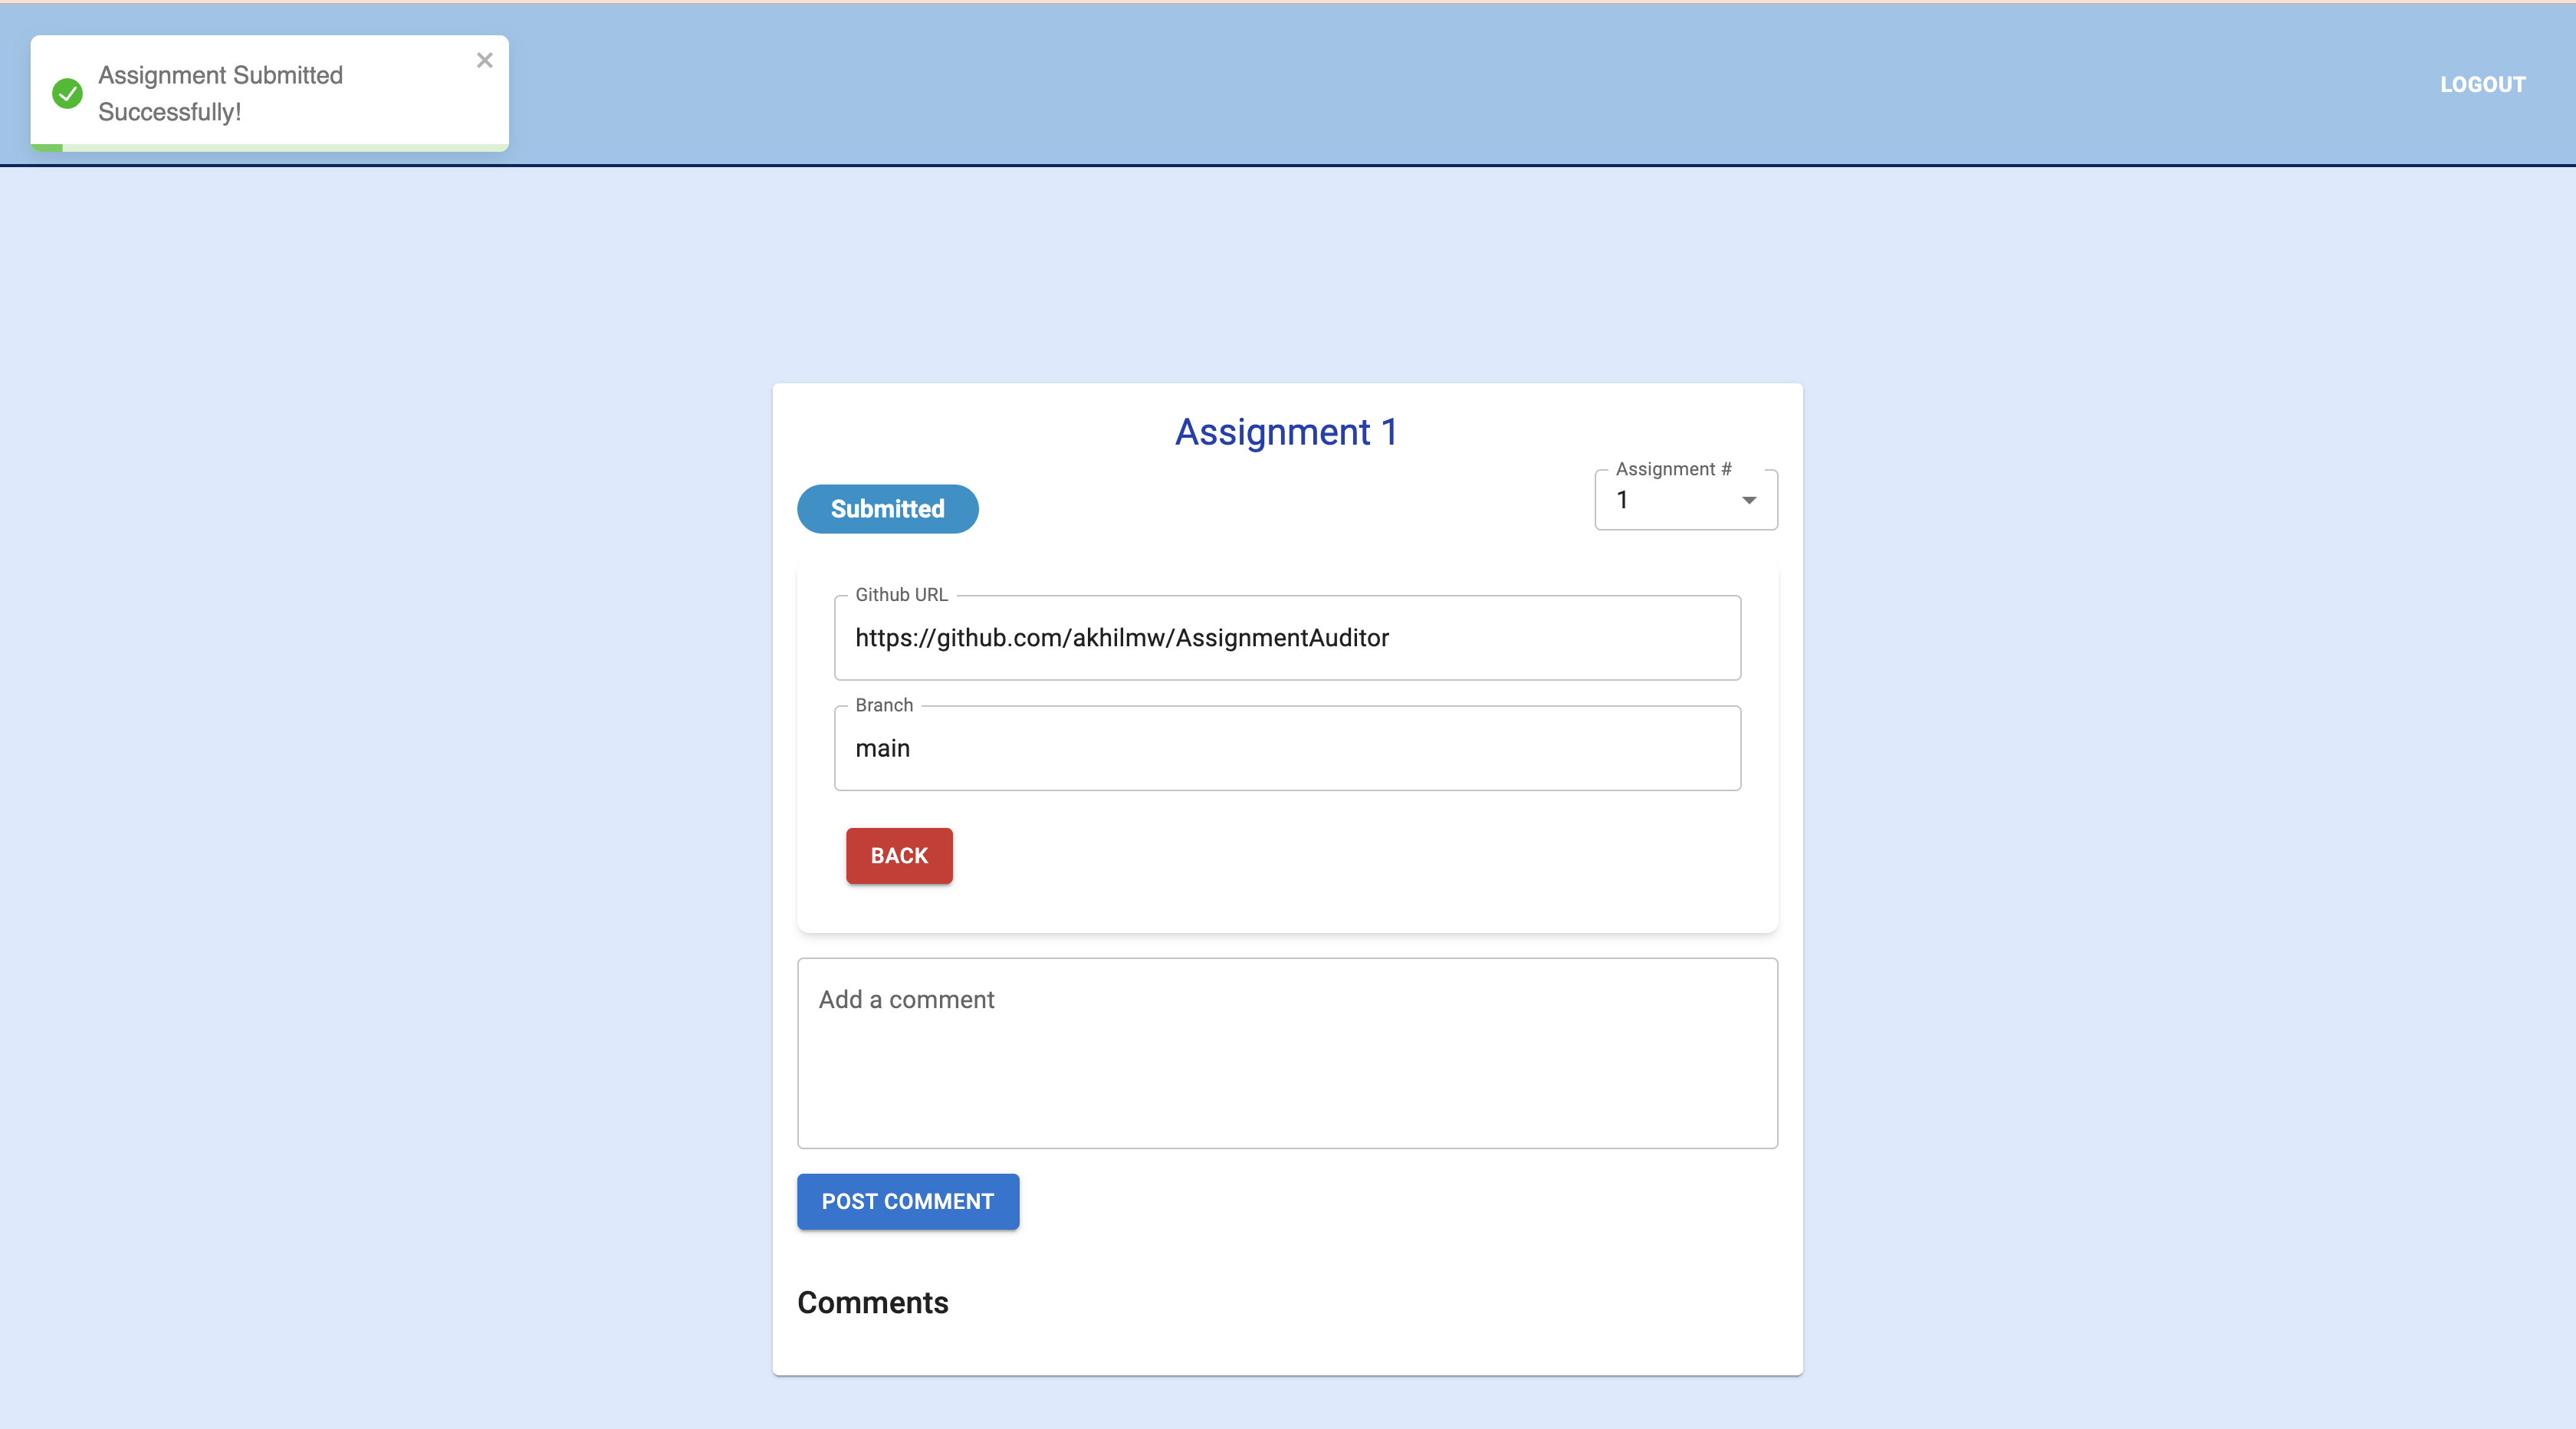 Assignment Submitted
Successfully!
LOGOUT
Assignment 1
Submitted
Assignment #
1
Github URL
https://github.com/akhilmw/AssignmentAuditor
Branch
main
BACK
Add a comment
POST COMMENT
Comments